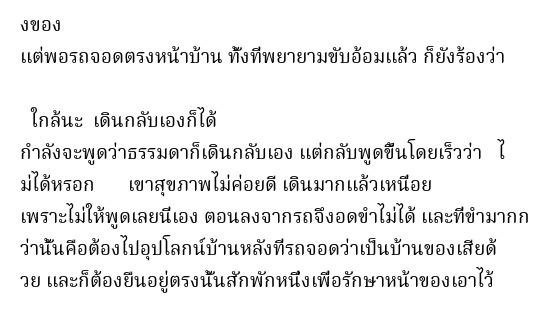 งของ
แต่พอรถจอดตรงหน้าบ้าน ทั้งที่พยายามขับอ้อมแล้ว ก็ยังร้องว่า
ใกล้นะ เดินกลับเองก็ได้
กำลังจะพูดว่าธรรมดาก็เดินกลับเอง แต่กลับพูดขึ้นโดยเร็วว่า ไ
ม่ได้หรอก เขาสุขภาพไม่ค่อยดี เดินมากแล้วเหนื่อย
เพราะไม่ให้พูดเลยนี่เอง ตอนลงจากรถจึงอดขำไม่ได้ และที่ขำมากก
ว่านั้นคือต้องไปอุปโลกน์บ้านหลังที่รถจอดว่าเป็นบ้านของเสียด้
วย และก็ต้องยืนอยู่ตรงนั้นสักพักหนึ่งเพื่อรักษาหน้าของเอาไว้